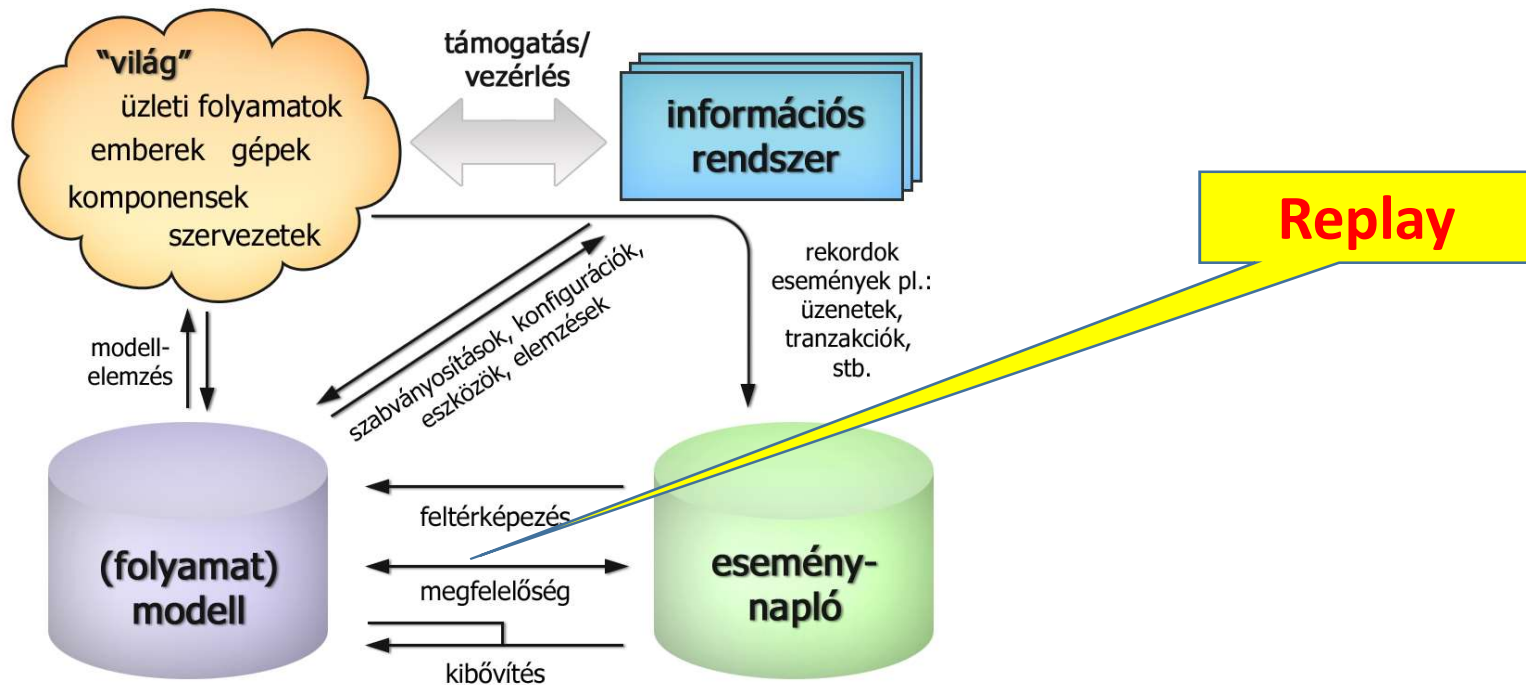 "világ"
üzleti folyamatok
emberek gépek
komponensek
szervezetek
támogatás/
vezérlés
információs
rendszer
Replay
rekordok
események pl.:
üzenetek,
tranzakciók,
stb.
modell-
elemzés
szabványosítások, konfigurációk,
eszközök, elemzések
(folyamat)
modell
feltérképezés
megfelelőség
kibővítés
esemény-
napló